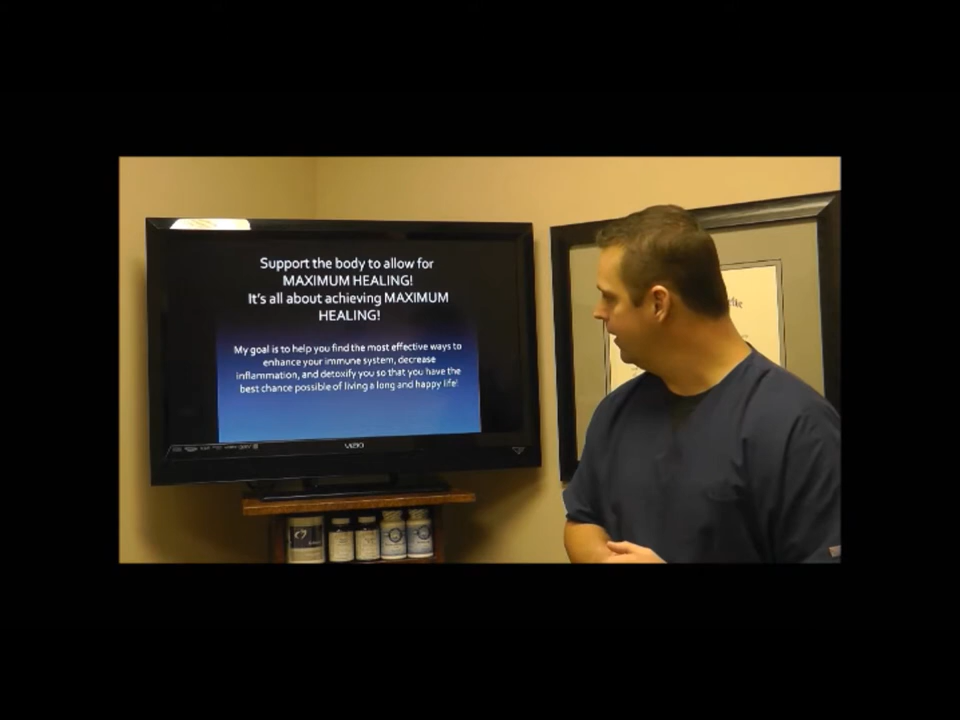 Support the body to allow for
MAXIMUM HEALING!
It's all about achieving MAXIMUM
HEALING!
My goal is to help you find the most effective ways to
enhance your immune system, decrease
inflammation, and detoxify you so that you have the
best chance possible of living a long and happy life!
VIZIO